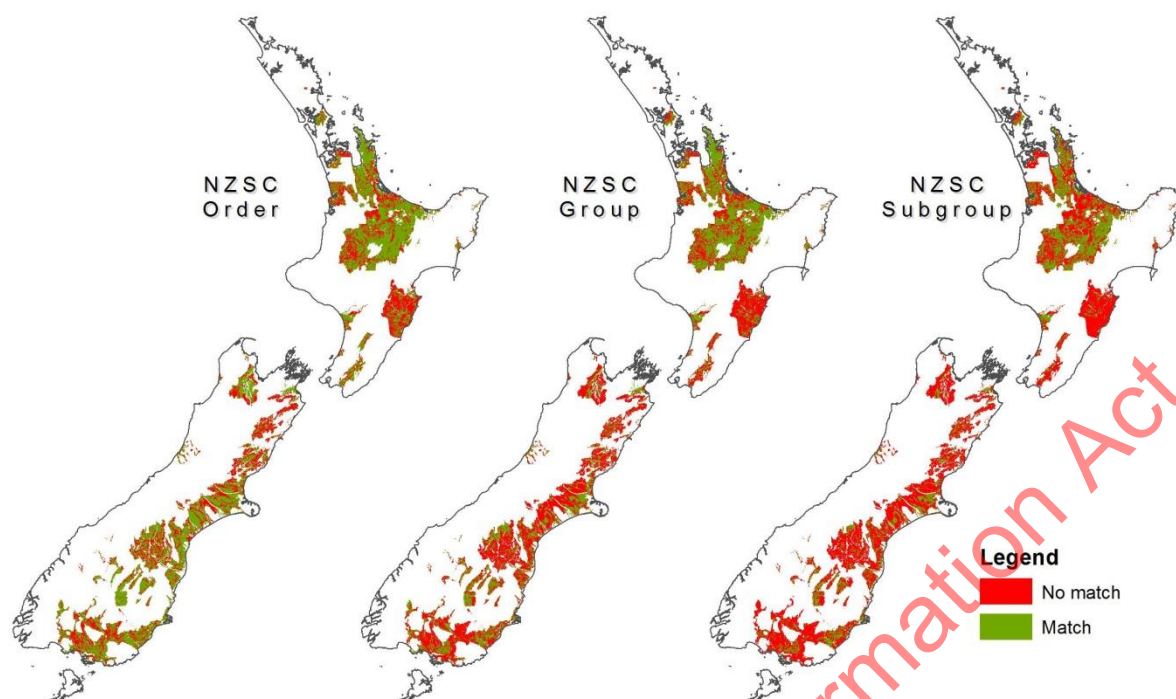 NZSC
Order
NZSC
Group
NZSC
Subgroup
Legend
No match
Match
rmation Act